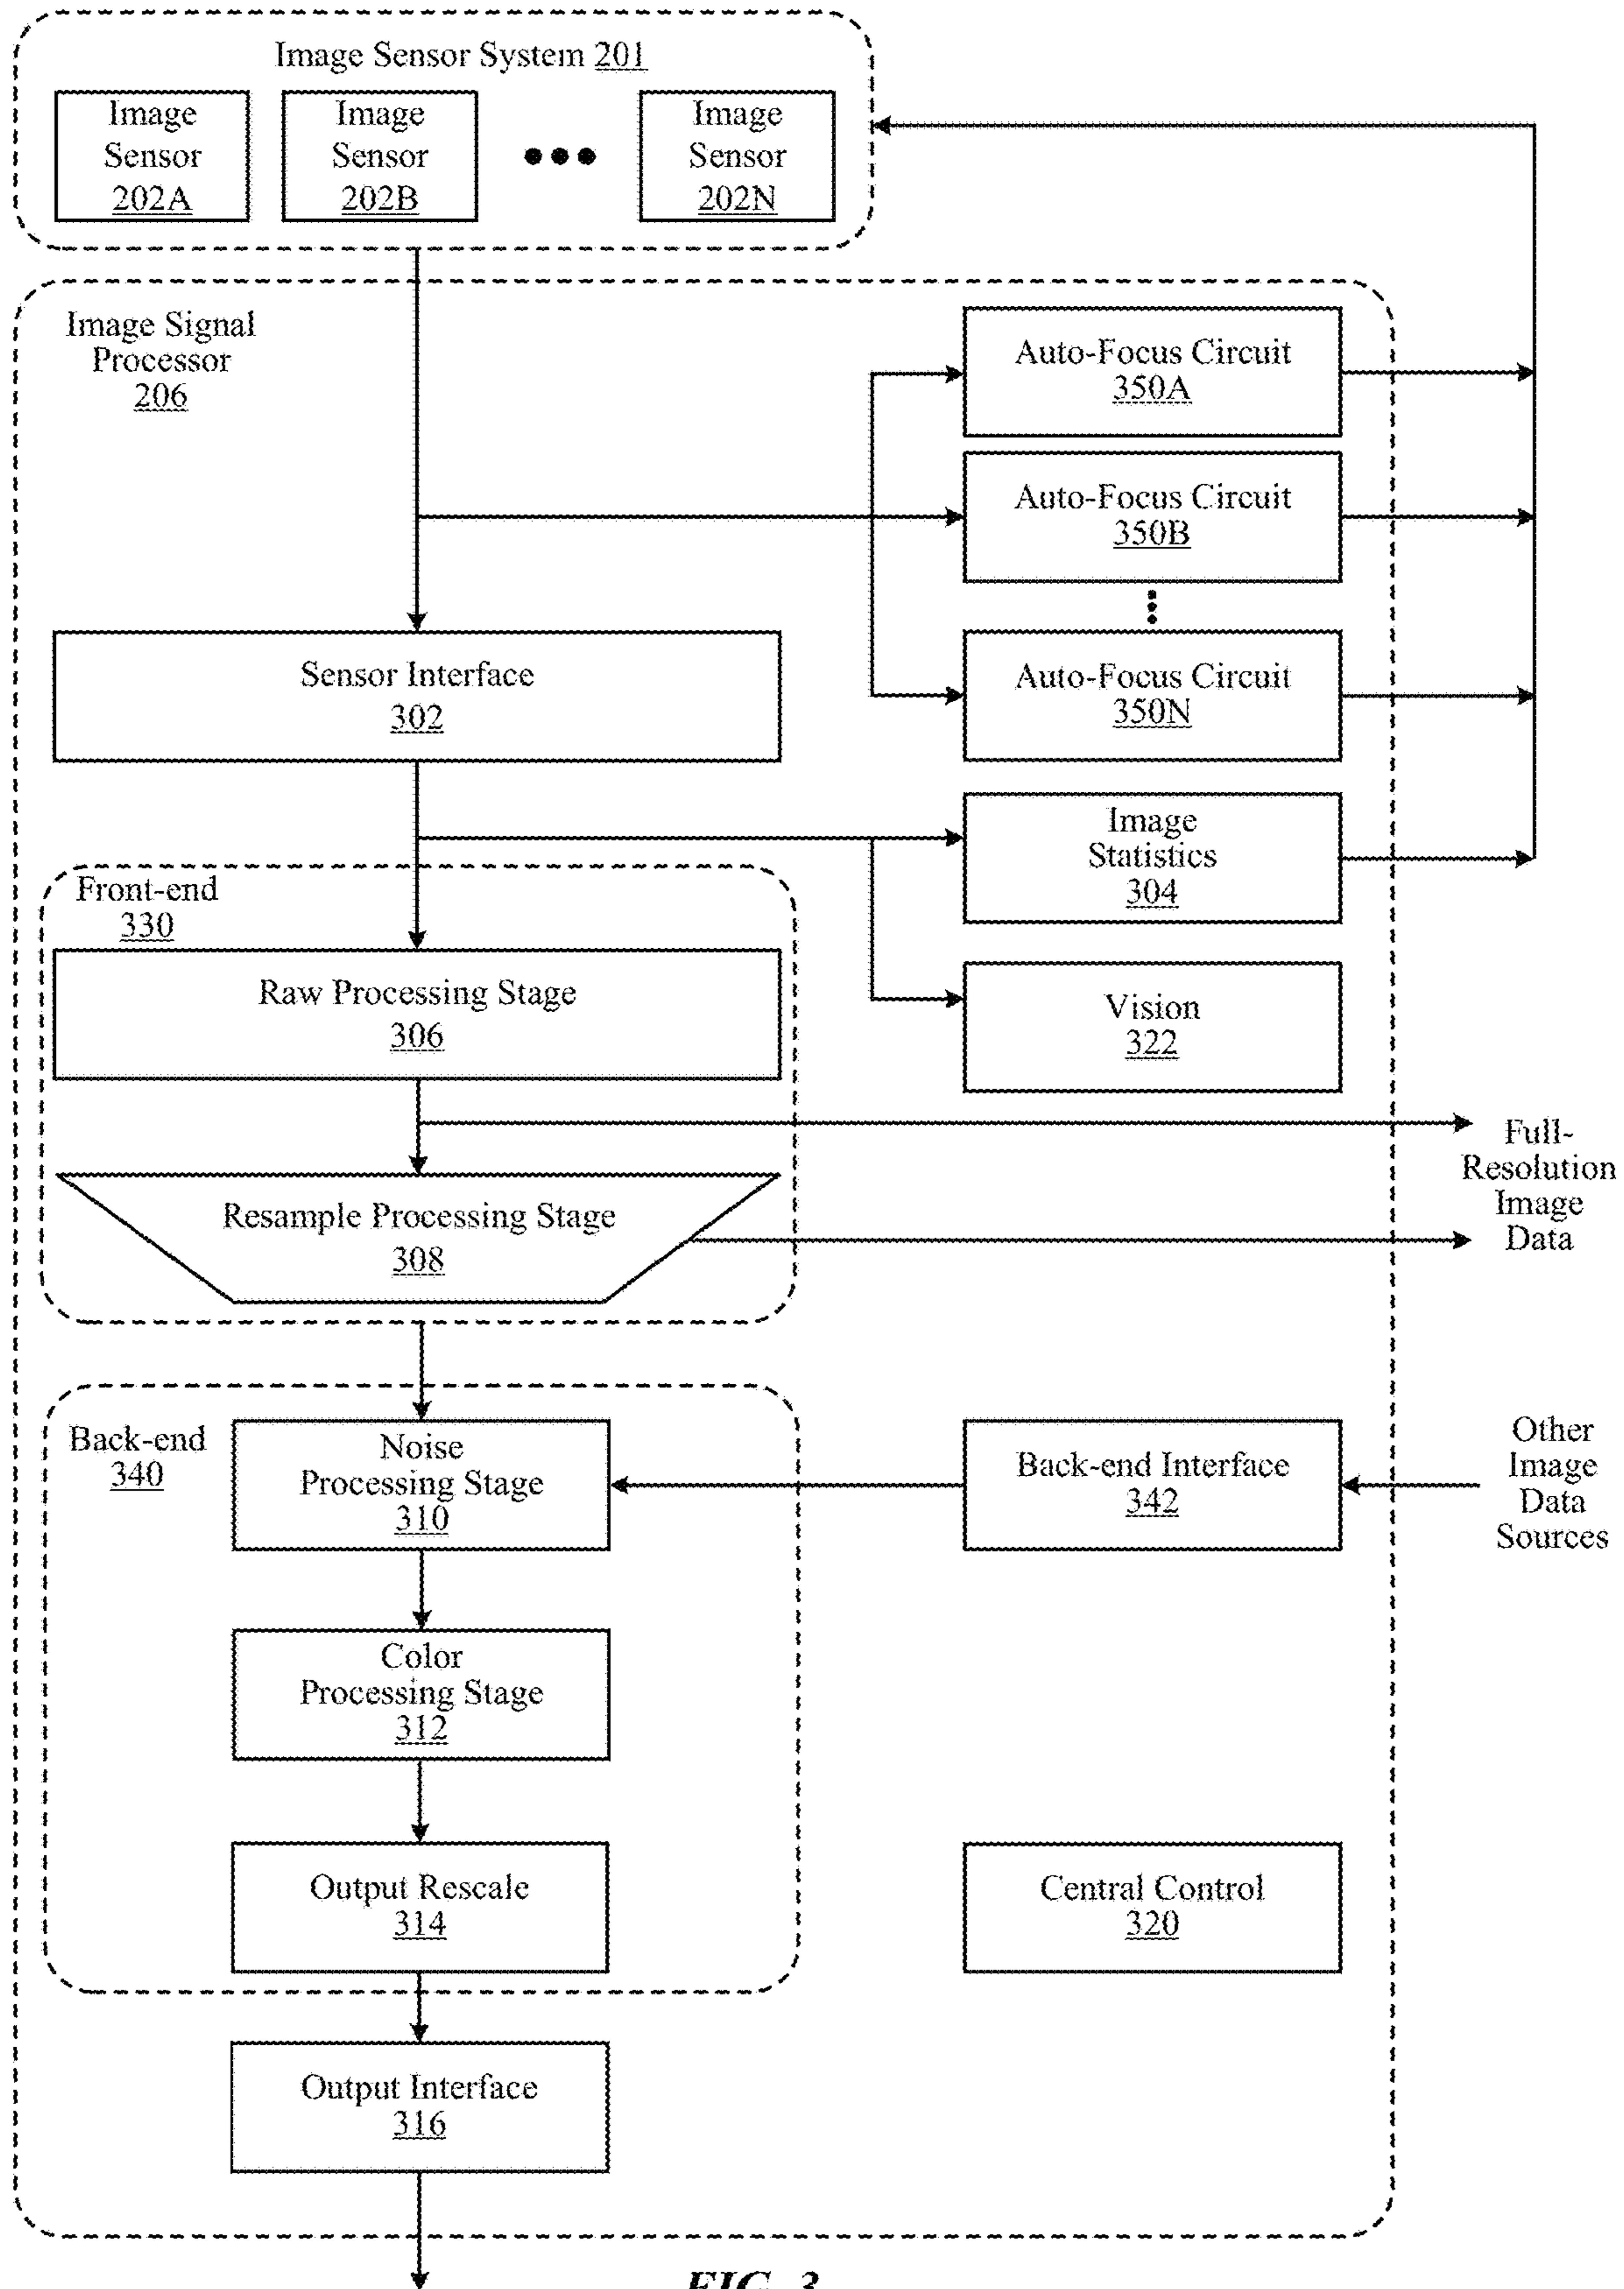 Image Sensor System 201
Image
Sensor
202A
Image
Sensor
202B
Image
Sensor
202N
Image Signal
Processor
206
Auto-Focus Circuit
350A
Auto-Focus Circuit
350B
Auto-Focus Circuit
350N
Sensor Interface
302
Image
Statistics
304
Front-end
330
Raw Processing Stage
306
Vision
322
Full-
Resolution
Image
Data
Resample Processing Stage
308
Back-end
340
Noise
Processing Stage
310
Back-end Interface
342
Other
Image
Data
Sources
Color
Processing Stage
312
Output Rescale
314
Central Control
320
Output Interface
316
FIG. 3